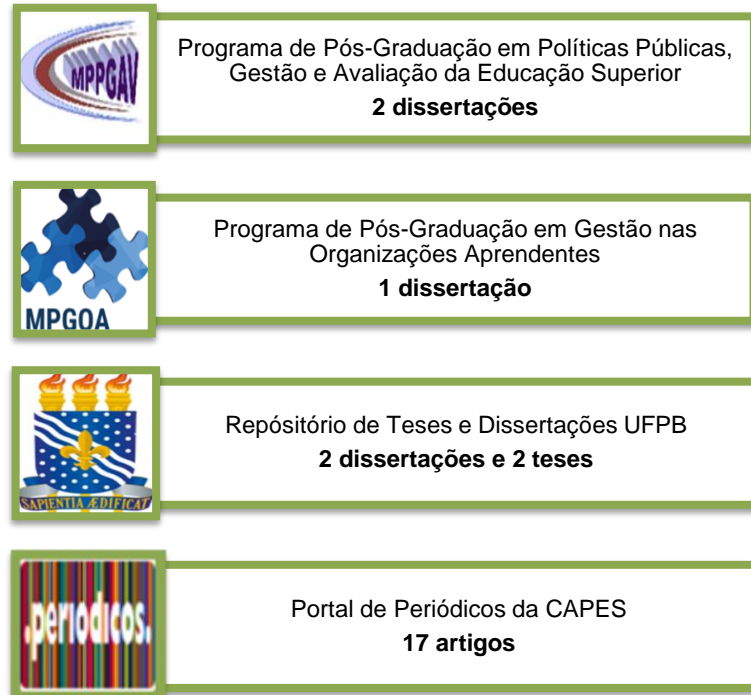 MPPGAV
Programa de Pós-Graduação em Políticas Públicas,
Gestão e Avaliação da Educação Superior
2 dissertações
MPGOA
Programa de Pós-Graduação em Gestão nas
Organizações Aprendentes
1 dissertação
SAPIENTIA ÆDIFICAT
Repósitório de Teses e Dissertações UFPB
2 dissertações e 2 teses
.periodicos.
Portal de Periódicos da CAPES
17 artigos